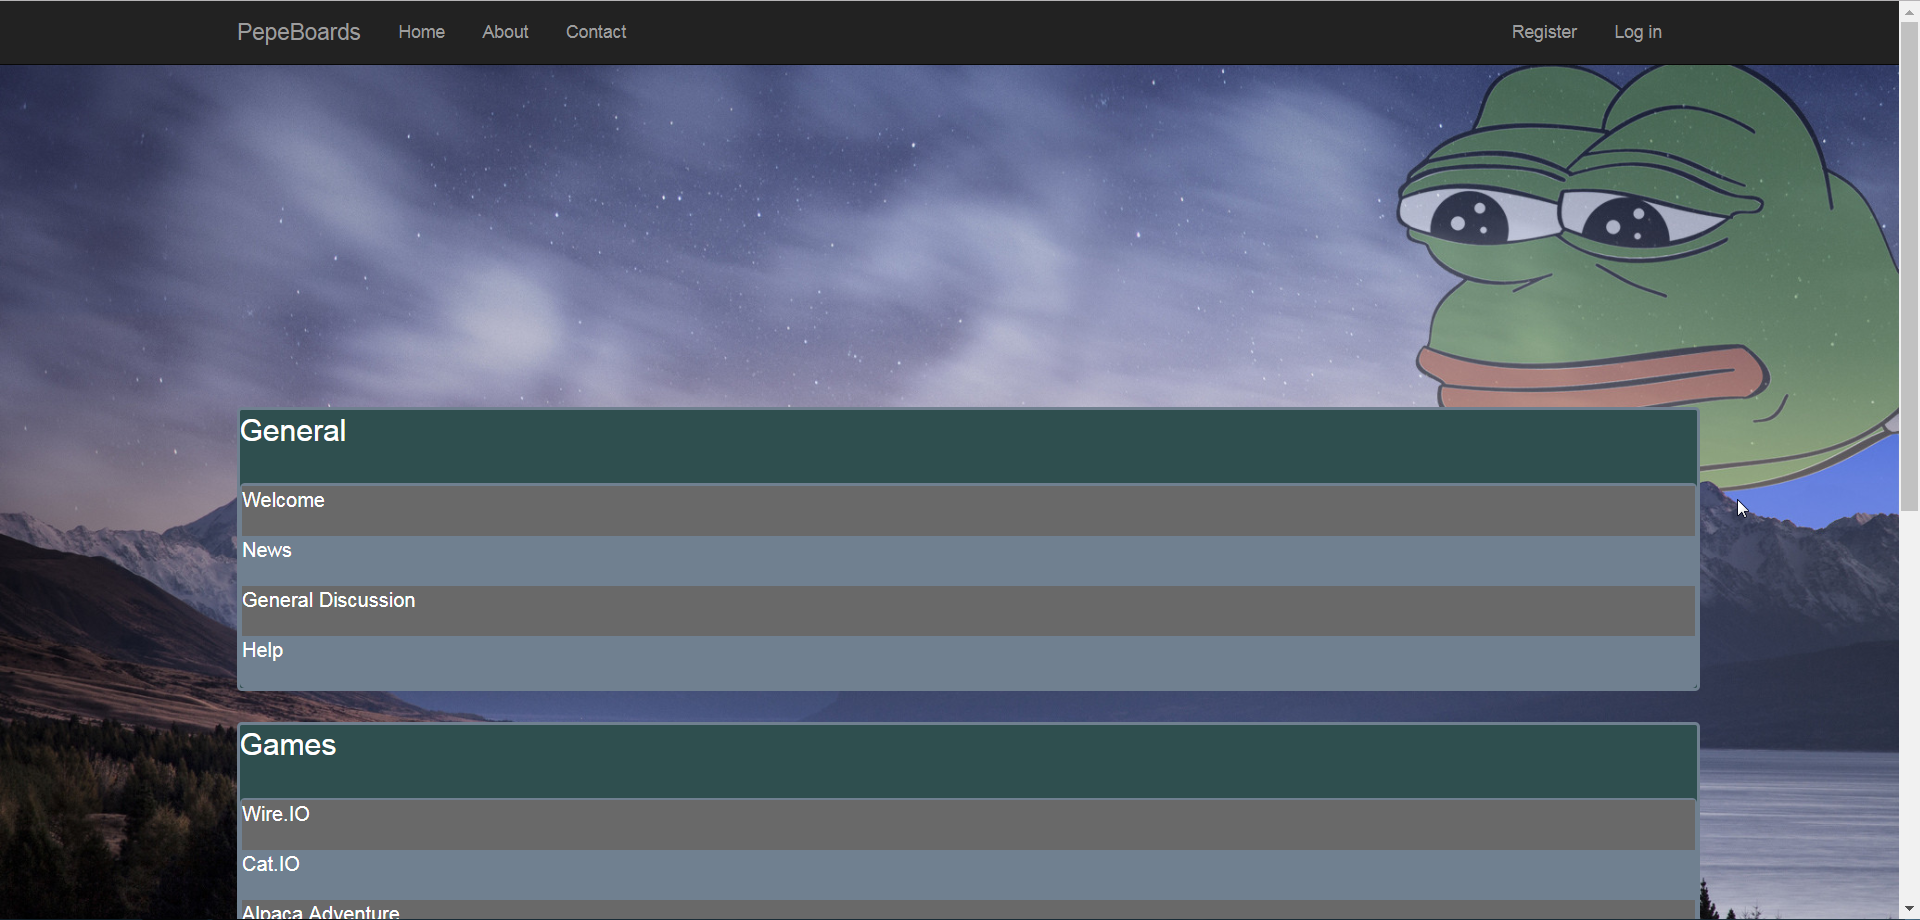 PepeBoards Home About Contact Register Log in
General
Welcome
News
General Discussion
Help
Games
Wire.IO
Cat.IO
Alpaca Adventure